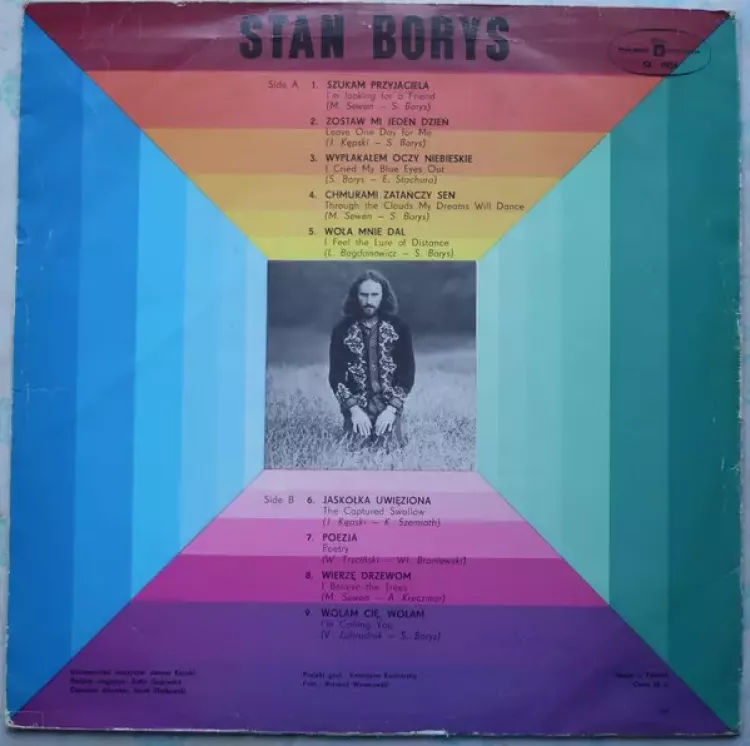 STAN BORYS
POLSKIE NAGRANIA
Side A 1. SZUKAM PRZYJACIELA
I'm looking for a Friend
(M. Sewen – S. Borys)
2. ZOSTAW MI JEDEN DZIEŃ
Leave One Day for Me
(J. Kępski – S. Borys)
3. WYPŁAKAŁEM OCZY NIEBIESKIE
I Cried My Blue Eyes Out
(S. Borys – E. Stachura)
4. CHMURAMI ZATAŃCZY SEN
Through the Clouds My Dreams Will Dance
(M. Sewen – S. Borys)
5. WOŁA MNIE DAL
I Feel the Lure of Distance
(Ł. Bogdanowicz – S. Borys)
Side B 6. JASKÓŁKA UWIĘZIONA
The Captured Swallow
(J. Kępski – K. Szemioth)
7. POEZJA
Poetry
(W. Trzciński – Wł. Broniewski)
8. WIERZĘ DRZEWOM
I Believe the Trees
(M. Sewen – A. Kreczmar)
9. WOŁAM CIĘ, WOŁAM
I'm Calling You
(V. Zahradnik – S. Borys)